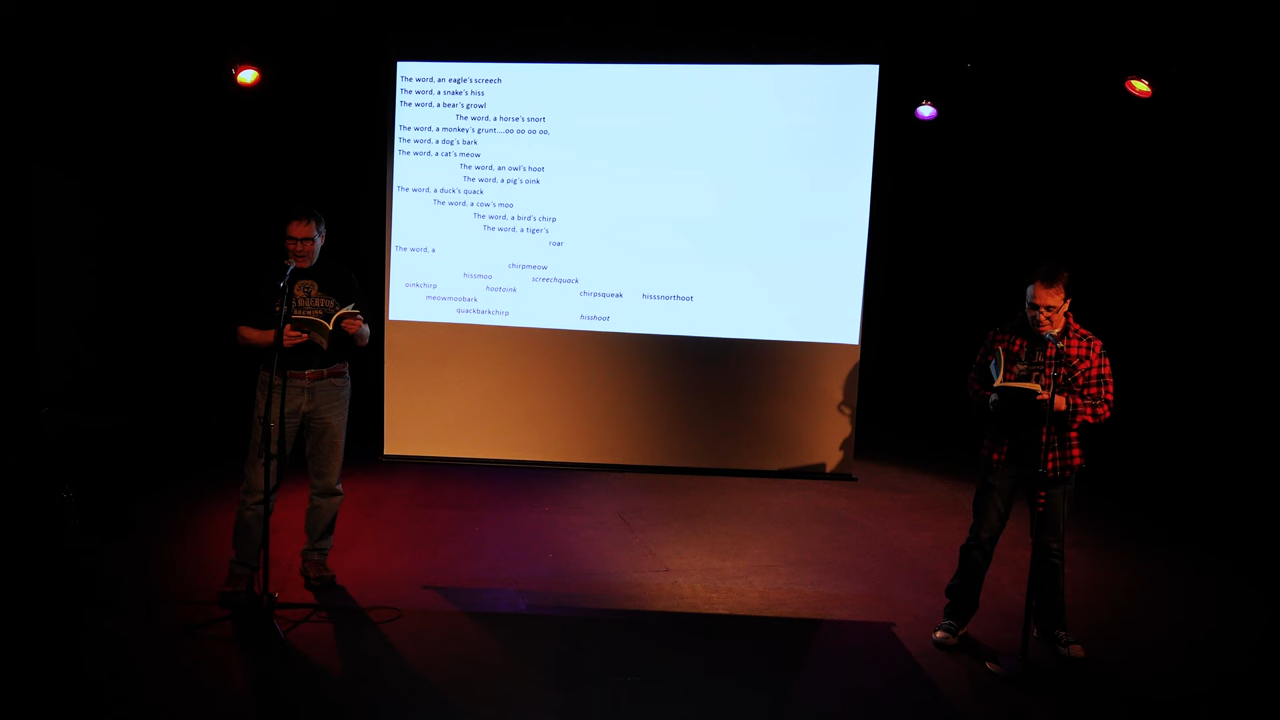 The word, an eagle's screech
The word, a snake's hiss
The word, a bear's growl
The word, a horse's snort
The word, a monkey's grunt....oo oo oo oo,
The word, a dog's bark
The word, a cat's meow
The word, an owl's hoot
The word, a pig's oink
The word, a duck's quack
The word, a cow's moo
The word, a bird's chirp
The word, a tiger's
roar
The word, a
chirpmeow
hissmoo screechquack
oinkchirp hootoink chirpsqueak hisssnorthoot
meowmoobark
quackbarkchirp hisshoot
MUERTOS